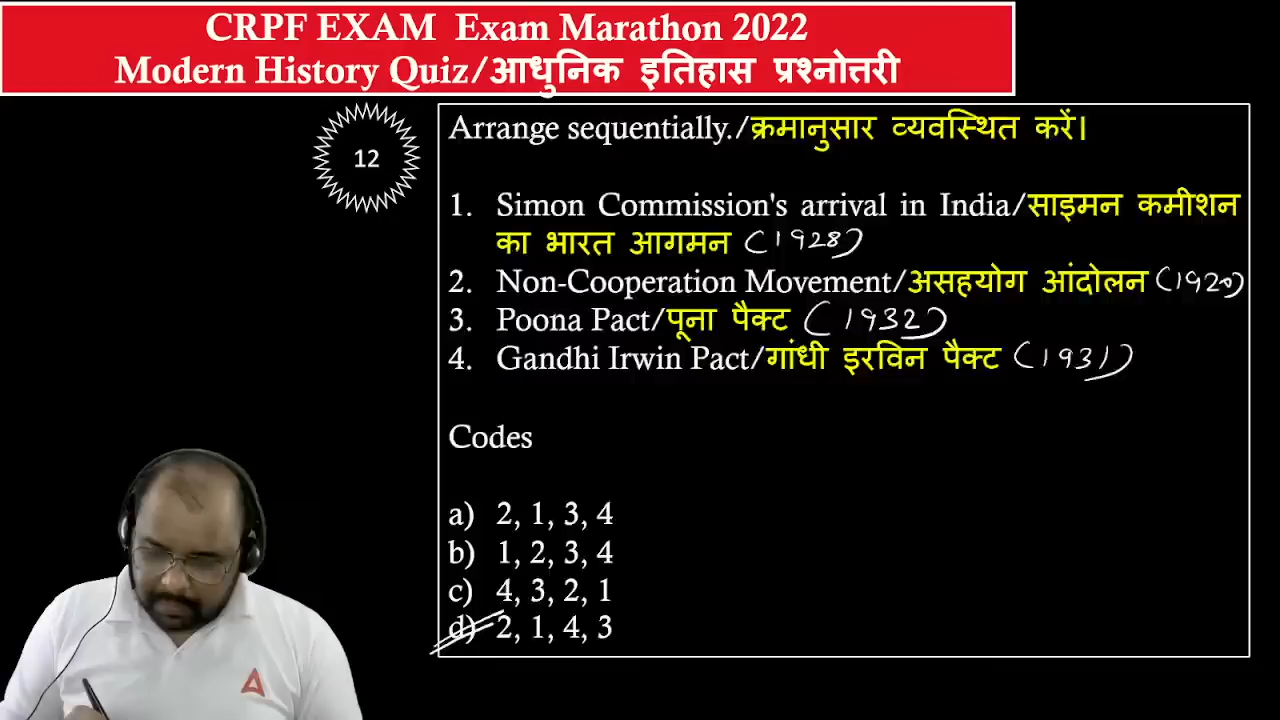 CRPF EXAM Exam Marathon 2022
Modern History Quiz/आधुनिक इतिहास प्रश्नोत्तरी
12
Arrange sequentially./क्रमानुसार व्यवस्थित करें।
1. Simon Commission's arrival in India/साइमन कमीशन
का भारत आगमन (1928)
2. Non-Cooperation Movement/असहयोग आंदोलन (1920)
3. Poona Pact/पूना पैक्ट (1932)
4. Gandhi Irwin Pact/गांधी इरविन पैक्ट (1931)
Codes
a) 2, 1, 3, 4
b) 1, 2, 3, 4
c) 4, 3, 2, 1
d) 2, 1, 4, 3